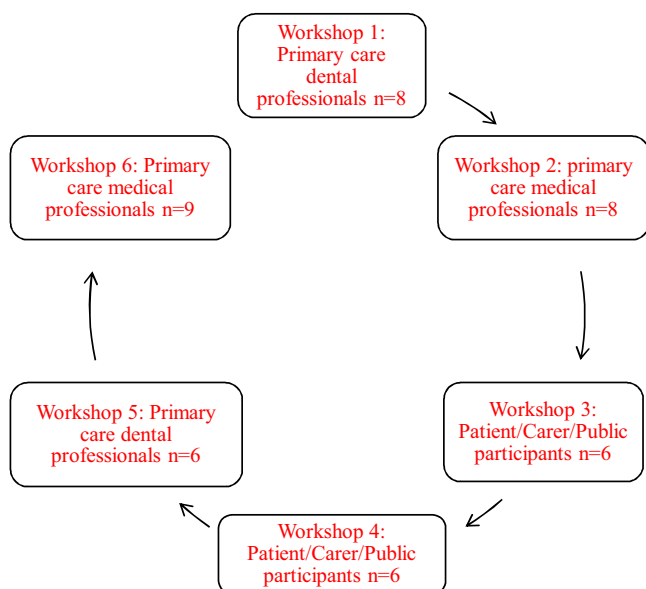 Workshop 1:
Primary care
dental
professionals n=8
Workshop 2: primary
care medical
professionals n=8
Workshop 3:
Patient/Carer/Public
participants n=6
Workshop 4:
Patient/Carer/Public
participants n=6
Workshop 5: Primary
care dental
professionals n=6
Workshop 6: Primary
care medical
professionals n=9